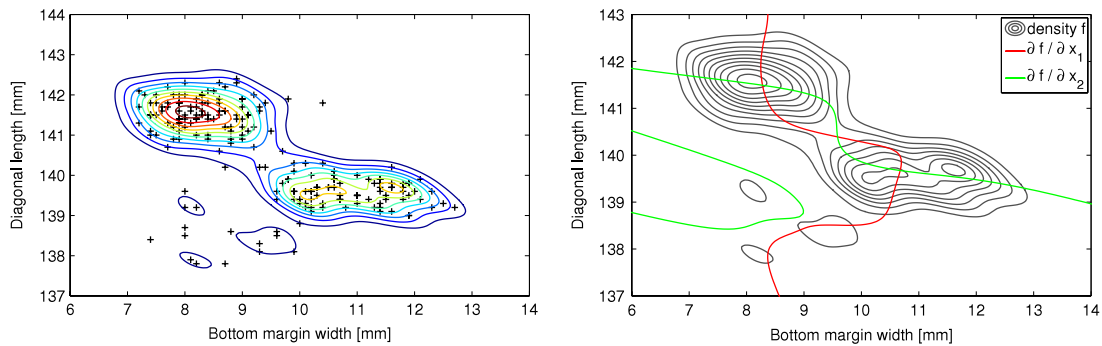 144
143
142
141
140
139
138
137
Diagonal length [mm]
6 7 8 9 10 11 12 13 14
Bottom margin width [mm]
143
142
141
140
139
138
137
Diagonal length [mm]
6 7 8 9 10 11 12 13 14
Bottom margin width [mm]
density f
∂ f / ∂ x₁
∂ f / ∂ x₂